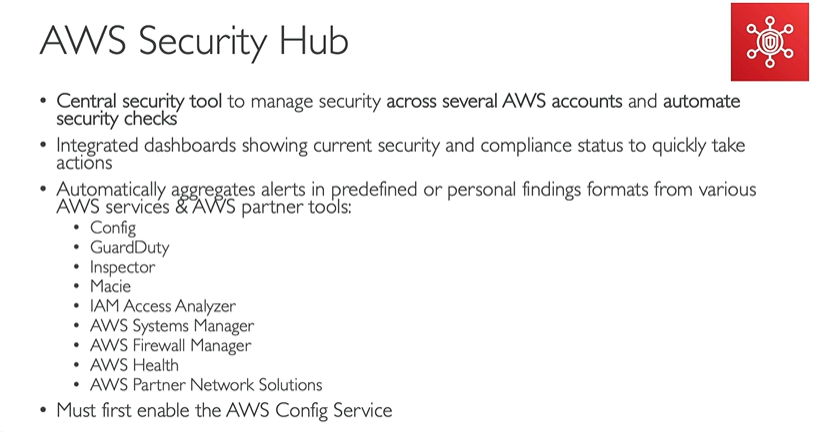 AWS Security Hub
• Central security tool to manage security across several AWS accounts and automate
security checks
• Integrated dashboards showing current security and compliance status to quickly take
actions
• Automatically aggregates alerts in predefined or personal findings formats from various
AWS services & AWS partner tools:
• Config
• GuardDuty
• Inspector
• Macie
• IAM Access Analyzer
• AWS Systems Manager
• AWS Firewall Manager
• AWS Health
• AWS Partner Network Solutions
• Must first enable the AWS Config Service